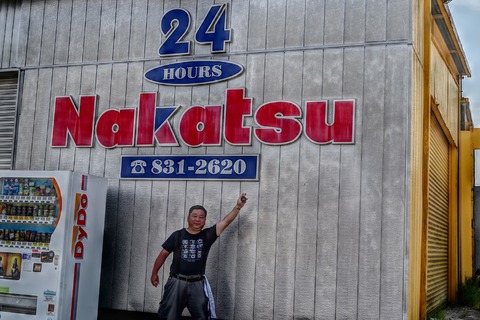 24
HOURS
Nakatsu
☎ 831-2620
DyDo